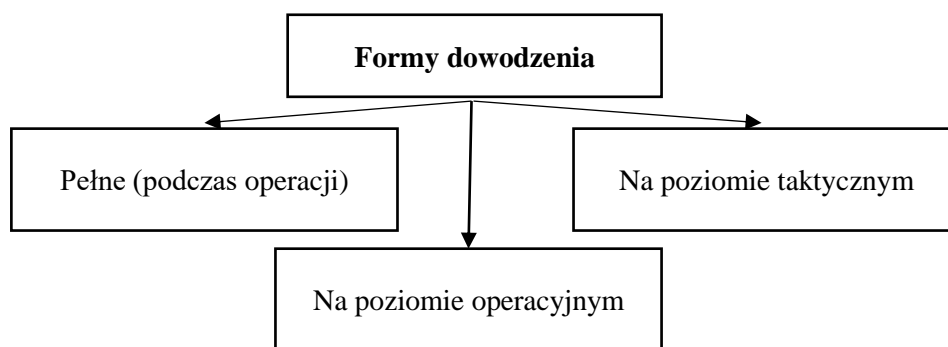 Formy dowodzenia
Pełne (podczas operacji)
Na poziomie taktycznym
Na poziomie operacyjnym